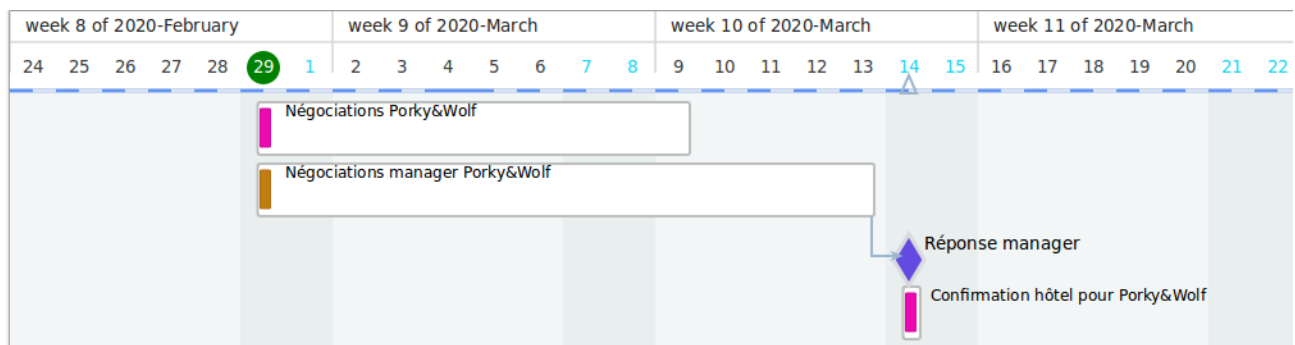 week 8 of 2020-February week 9 of 2020-March week 10 of 2020-March week 11 of 2020-March
24 25 26 27 28 29 1 2 3 4 5 6 7 8 9 10 11 12 13 14 15 16 17 18 19 20 21 22
Négociations Porky&Wolf
Négociations manager Porky&Wolf
Réponse manager
Confirmation hôtel pour Porky&Wolf